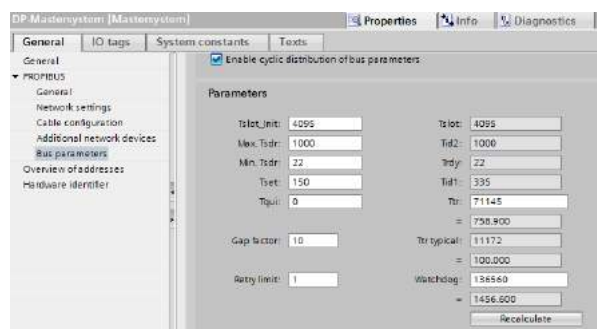 DP-Mastersystem [Mastersystem]
Properties Info Diagnostics
General IO tags System constants Texts
General
PROFIBUS
General
Network settings
Cable configuration
Additional network devices
Bus parameters
Overview of addresses
Hardware identifier
Enable cyclic distribution of bus parameters
Parameters
Tslot_Init: 4095 Tslot: 4095
Max. Tsdr: 1000 Tid2: 1000
Min. Tsdr: 22 Trdy: 22
Tset: 150 Tid1: 335
Tqui: 0 Ttr: 71145
= 758.900
Gap factor: 10 Ttr typical: 11172
= 100.000
Retry limit: 1 Watchdog: 136560
= 1456.600
Recalculate